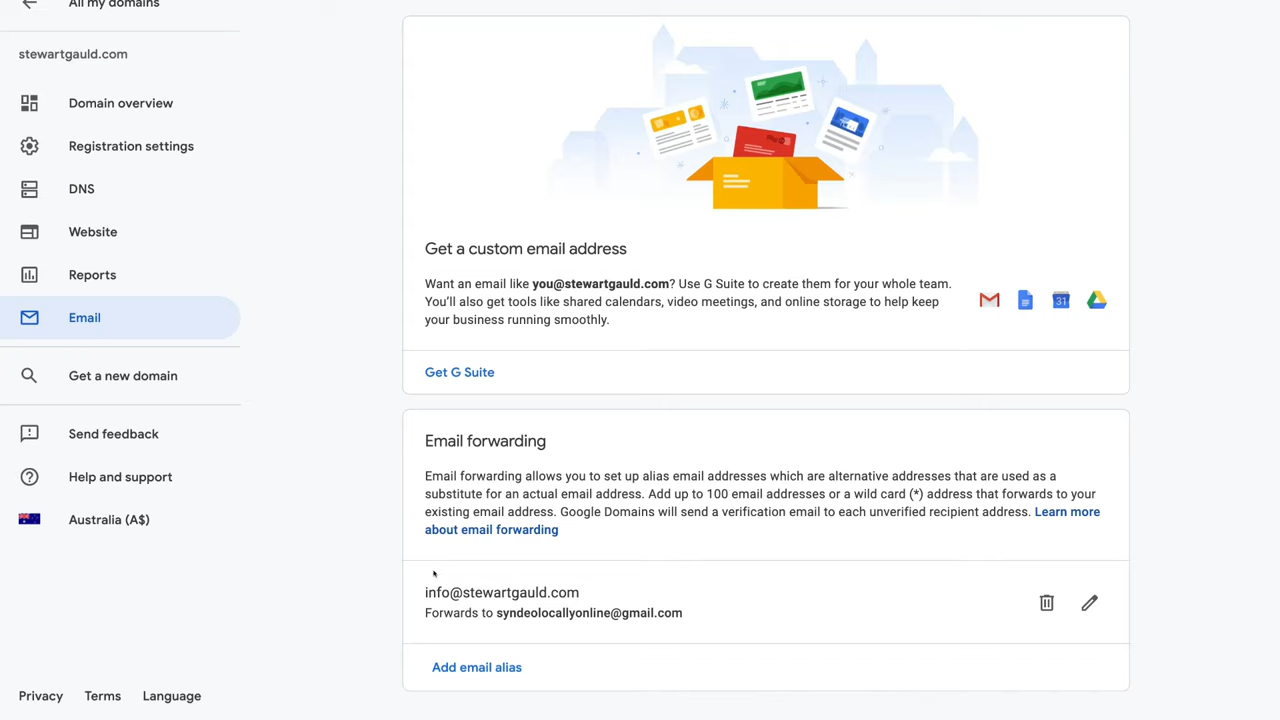 All my domains
stewartgauld.com
Domain overview
Registration settings
DNS
Website
Reports
Email
Get a new domain
Send feedback
Help and support
Australia (A$)
Privacy Terms Language
Get a custom email address
Want an email like you@stewartgauld.com? Use G Suite to create them for your whole team.
You'll also get tools like shared calendars, video meetings, and online storage to help keep
your business running smoothly.
31
Get G Suite
Email forwarding
Email forwarding allows you to set up alias email addresses which are alternative addresses that are used as a
substitute for an actual email address. Add up to 100 email addresses or a wild card (*) address that forwards to your
existing email address. Google Domains will send a verification email to each unverified recipient address. Learn more
about email forwarding
info@stewartgauld.com
Forwards to syndeolocallyonline@gmail.com
Add email alias